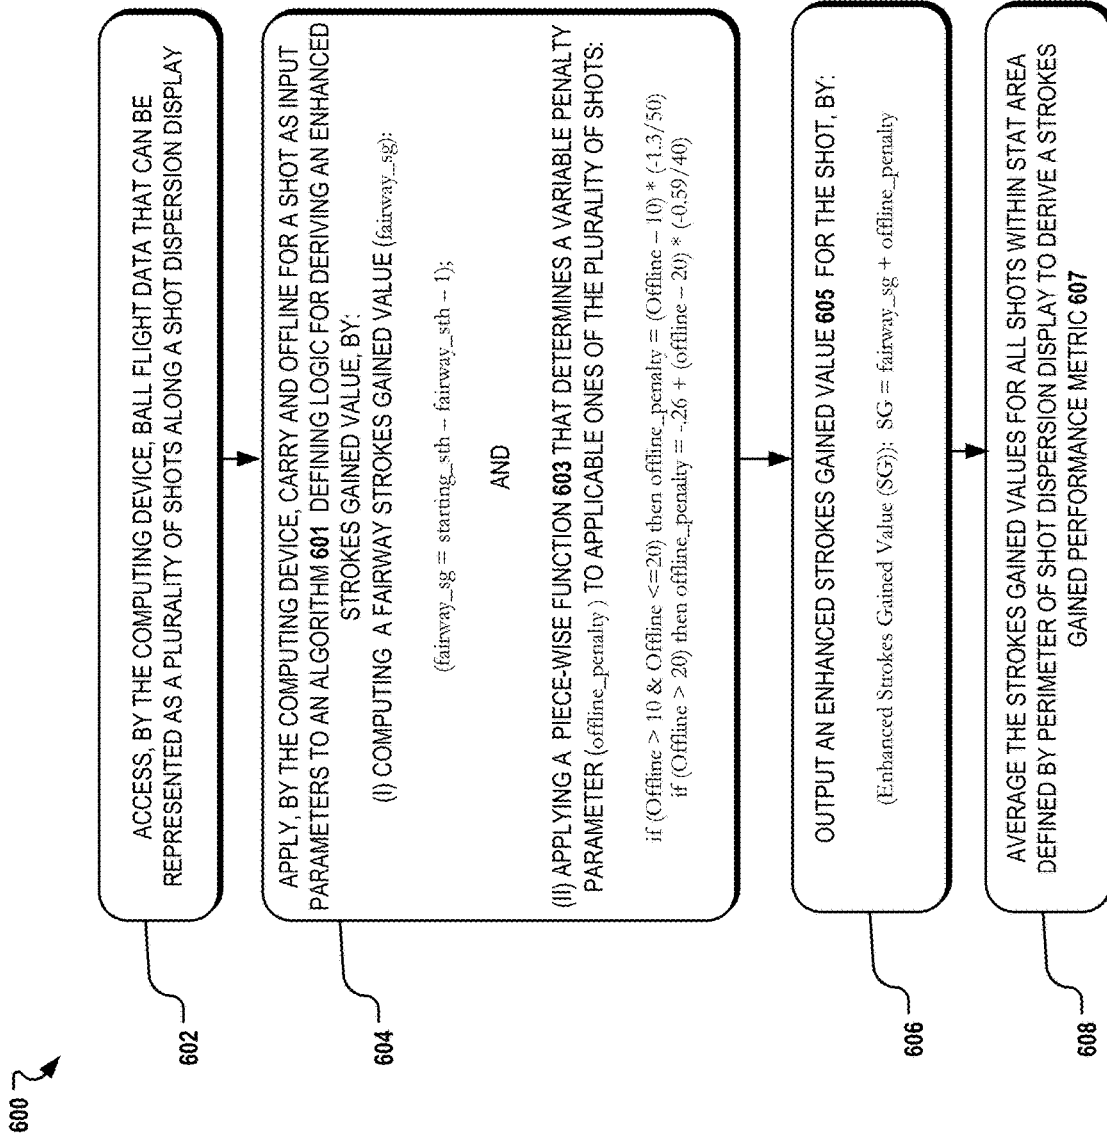 600
ACCESS, BY THE COMPUTING DEVICE, BALL FLIGHT DATA THAT CAN BE
REPRESENTED AS A PLURALITY OF SHOTS ALONG A SHOT DISPERSION DISPLAY
602
APPLY, BY THE COMPUTING DEVICE, CARRY AND OFFLINE FOR A SHOT AS INPUT
PARAMETERS TO AN ALGORITHM 601 DEFINING LOGIC FOR DERIVING AN ENHANCED
STROKES GAINED VALUE, BY:
(I) COMPUTING A FAIRWAY STROKES GAINED VALUE (fairway_sg):
(fairway_sg = starting_sth – fairway_sth – 1);
AND
(II) APPLYING A PIECE-WISE FUNCTION 603 THAT DETERMINES A VARIABLE PENALTY
PARAMETER (offline_penalty ) TO APPLICABLE ONES OF THE PLURALITY OF SHOTS:
if (Offline > 10 & Offline <=20) then offline_penalty = (Offline – 10) * (-1.3/50)
if (Offline > 20) then offline_penalty = -.26 + (offline – 20) * (-0.59/40)
604
OUTPUT AN ENHANCED STROKES GAINED VALUE 605 FOR THE SHOT, BY:
(Enhanced Strokes Gained Value (SG)): SG = fairway_sg + offline_penalty
606
AVERAGE THE STROKES GAINED VALUES FOR ALL SHOTS WITHIN STAT AREA
DEFINED BY PERIMETER OF SHOT DISPERSION DISPLAY TO DERIVE A STROKES
GAINED PERFORMANCE METRIC 607
608